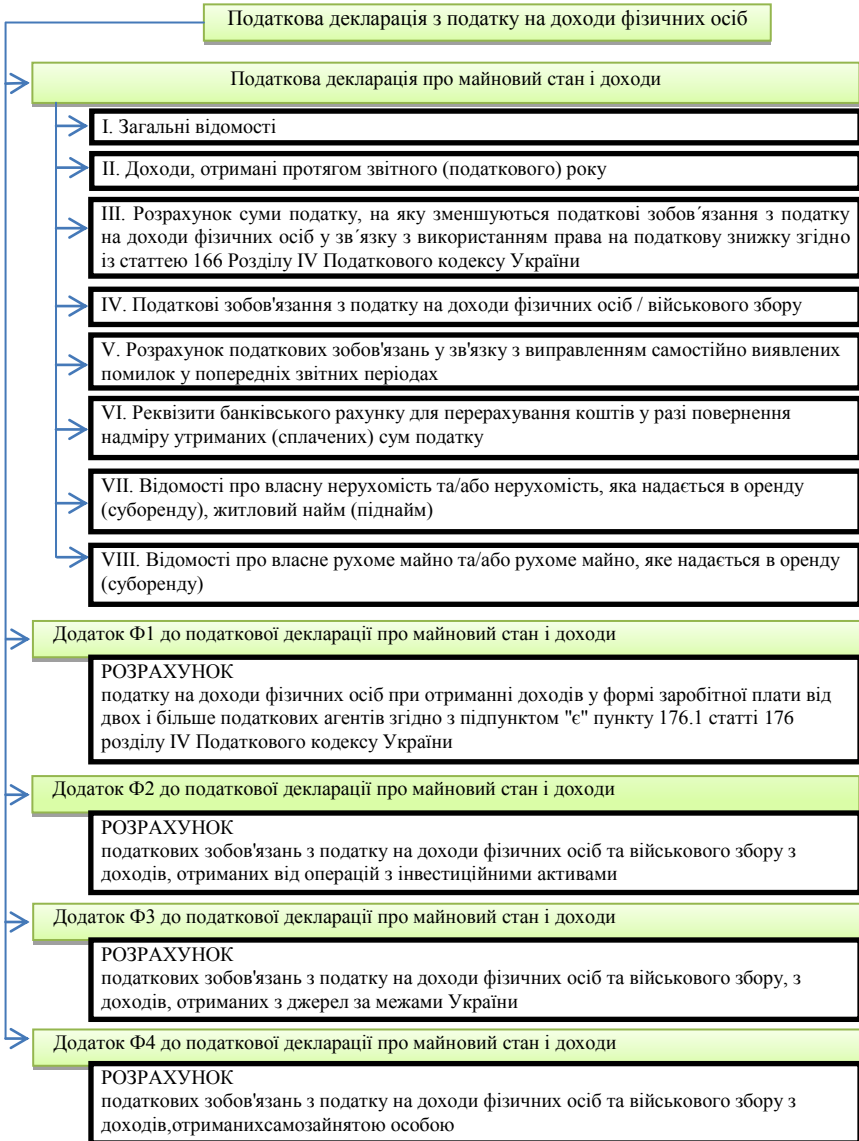 Податкова декларація з податку на доходи фізичних осіб
Податкова декларація про майновий стан і доходи
I. Загальні відомості
II. Доходи, отримані протягом звітного (податкового) року
III. Розрахунок суми податку, на яку зменшуються податкові зобов´язання з податку
на доходи фізичних осіб у зв´язку з використанням права на податкову знижку згідно
із статтею 166 Розділу IV Податкового кодексу України
IV. Податкові зобов'язання з податку на доходи фізичних осіб / військового збору
V. Розрахунок податкових зобов'язань у зв'язку з виправленням самостійно виявлених
помилок у попередніх звітних періодах
VI. Реквізити банківського рахунку для перерахування коштів у разі повернення
надміру утриманих (сплачених) сум податку
VII. Відомості про власну нерухомість та/або нерухомість, яка надається в оренду
(суборенду), житловий найм (піднайм)
VIII. Відомості про власне рухоме майно та/або рухоме майно, яке надається в оренду
(суборенду)
Додаток Ф1 до податкової декларації про майновий стан і доходи
РОЗРАХУНОК
податку на доходи фізичних осіб при отриманні доходів у формі заробітної плати від
двох і більше податкових агентів згідно з підпунктом "є" пункту 176.1 статті 176
розділу IV Податкового кодексу України
Додаток Ф2 до податкової декларації про майновий стан і доходи
РОЗРАХУНОК
податкових зобов'язань з податку на доходи фізичних осіб та військового збору з
доходів, отриманих від операцій з інвестиційними активами
Додаток Ф3 до податкової декларації про майновий стан і доходи
РОЗРАХУНОК
податкових зобов'язань з податку на доходи фізичних осіб та військового збору, з
доходів, отриманих з джерел за межами України
Додаток Ф4 до податкової декларації про майновий стан і доходи
РОЗРАХУНОК
податкових зобов'язань з податку на доходи фізичних осіб та військового збору з
доходів,отриманихсамозайнятою особою